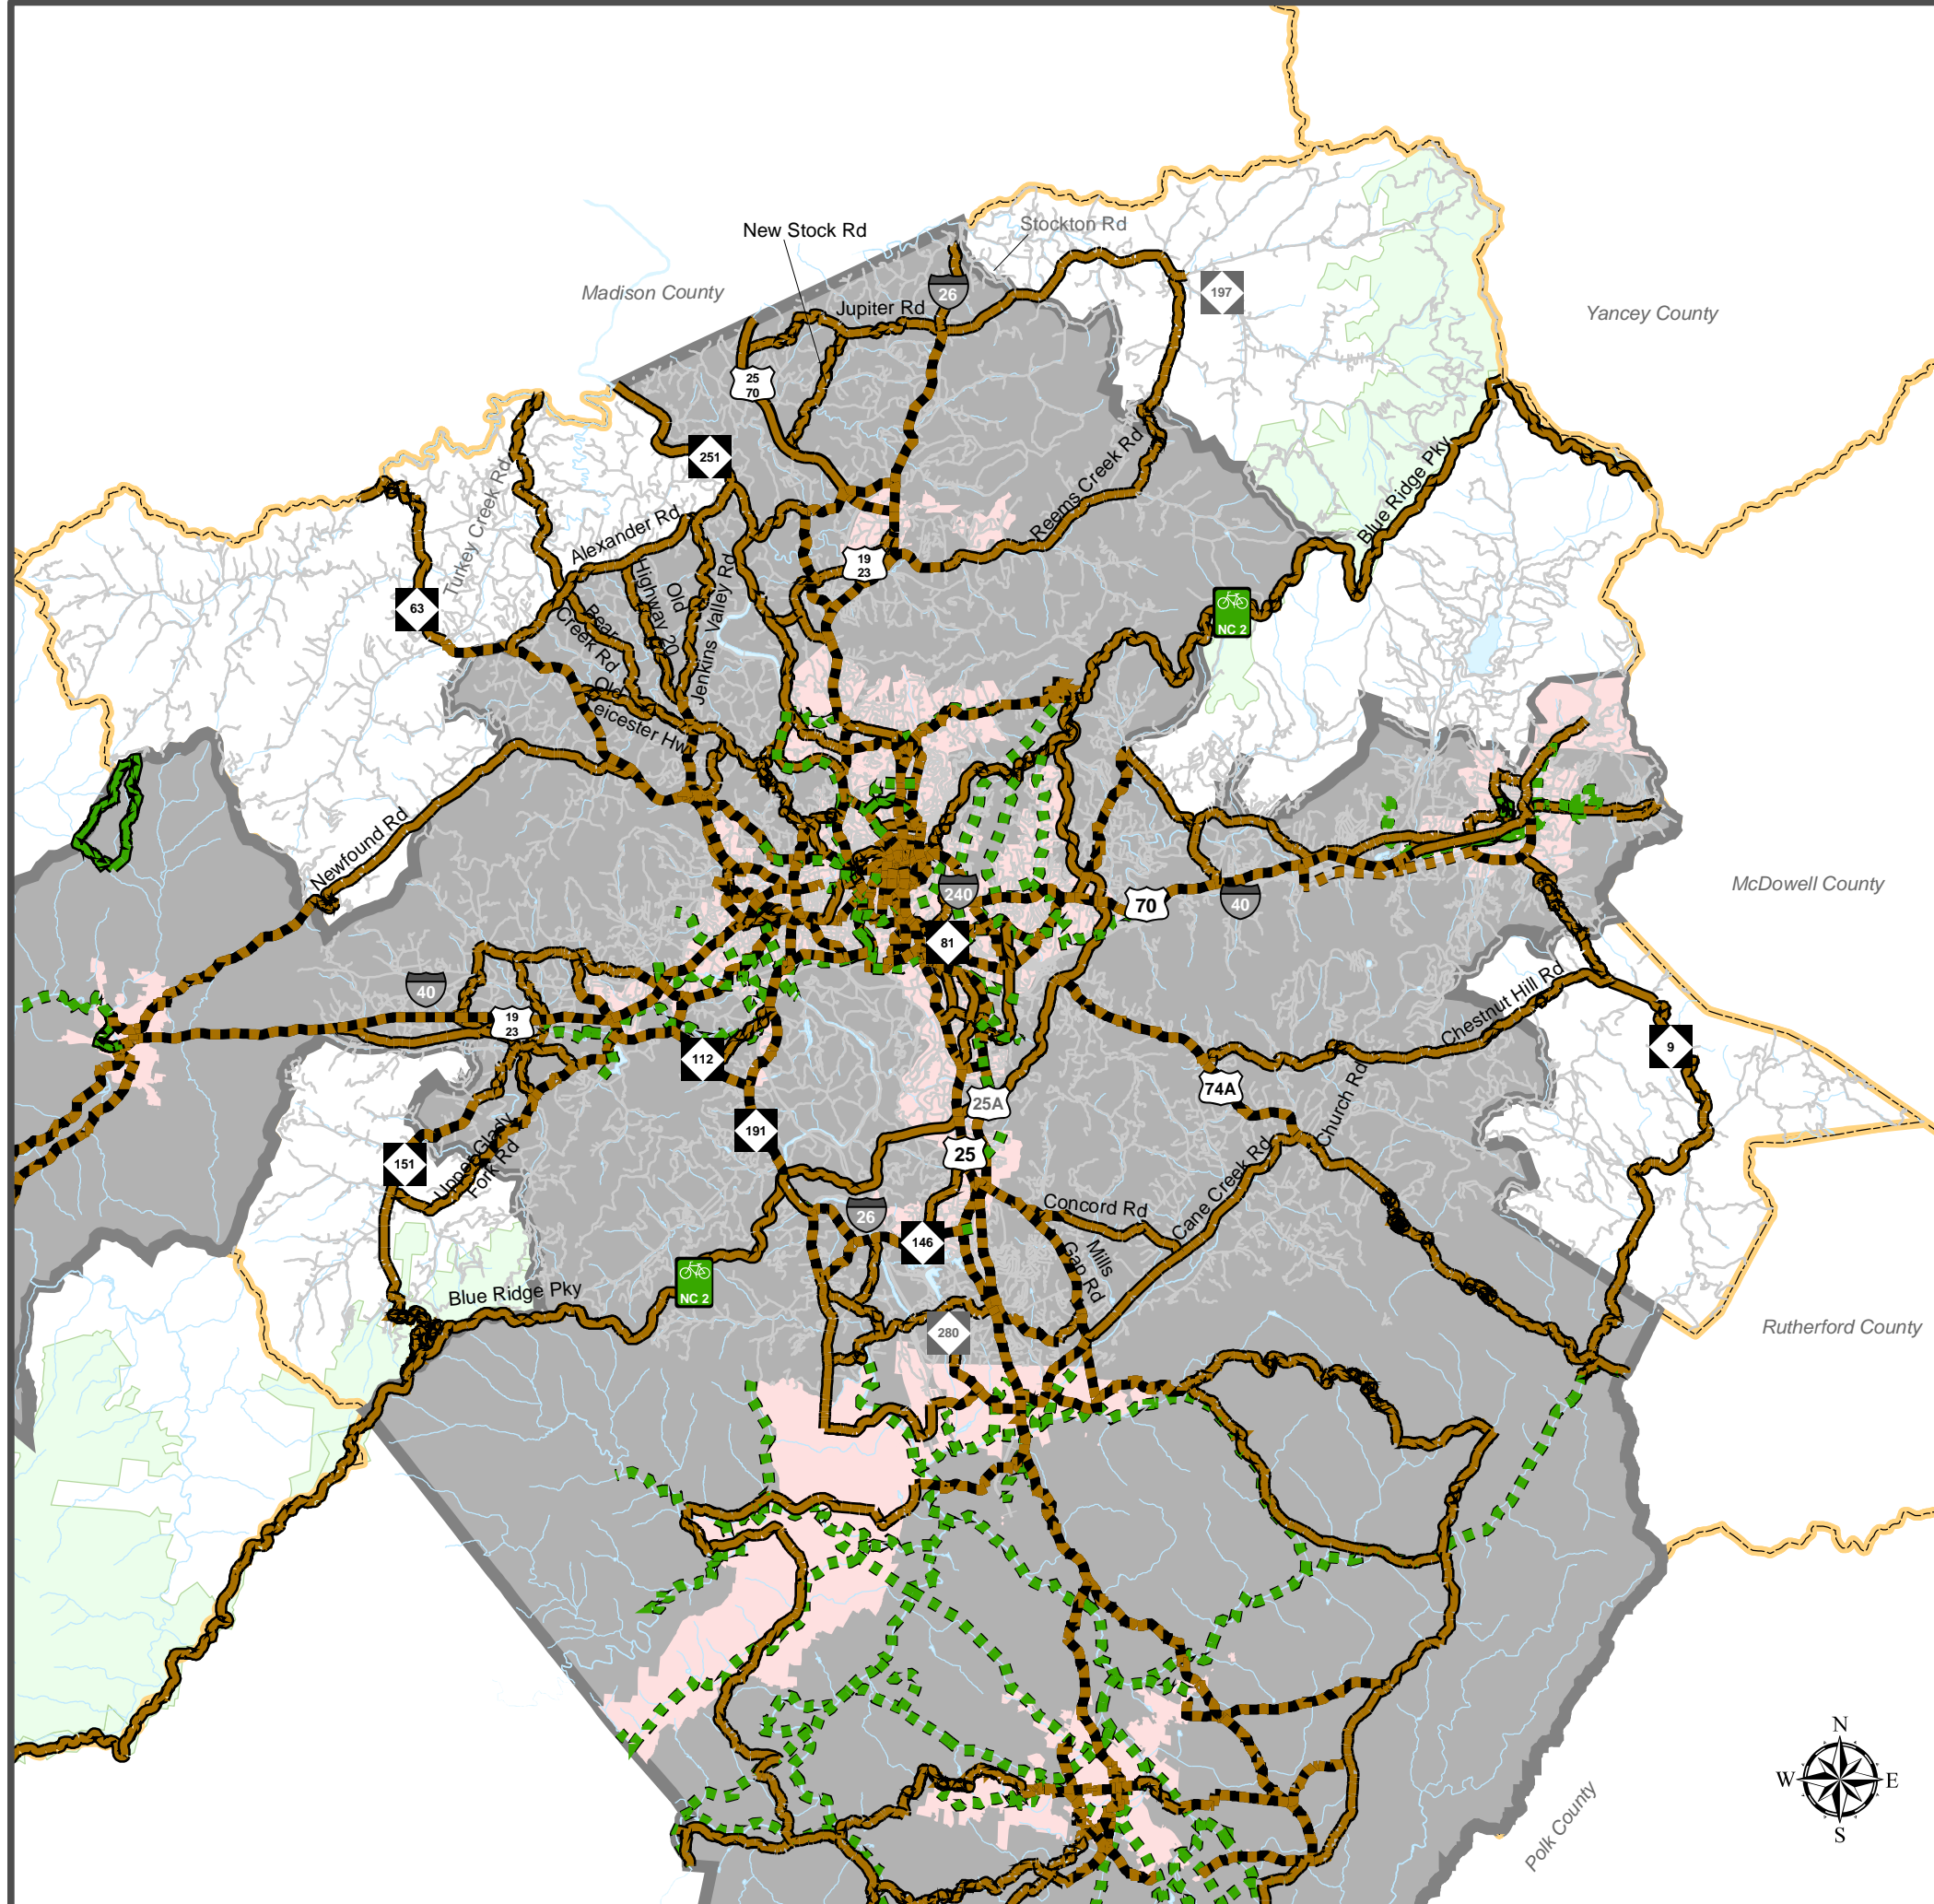 New Stock Rd
Stockton Rd
Madison County
26
197
Jupiter Rd
Yancey County
25
70
251
Reems Creek Rd
Blue Ridge Pky
Turkey Creek Rd
Alexander Rd
19
23
63
Old
Highway 20
Jenkins Valley Rd
Bear
Creek Rd
NC 2
Old
Leicester Hwy
Newfound Rd
240
70
40
McDowell County
81
40
19
23
Chestnut Hill Rd
9
112
74A
25A
Church Rd
191
25
151
Upper Glady
Fork Rd
Concord Rd
Cane Creek Rd
26
146
Mills
Gap Rd
NC 2
Blue Ridge Pky
280
Rutherford County
N
W
E
S
Polk County